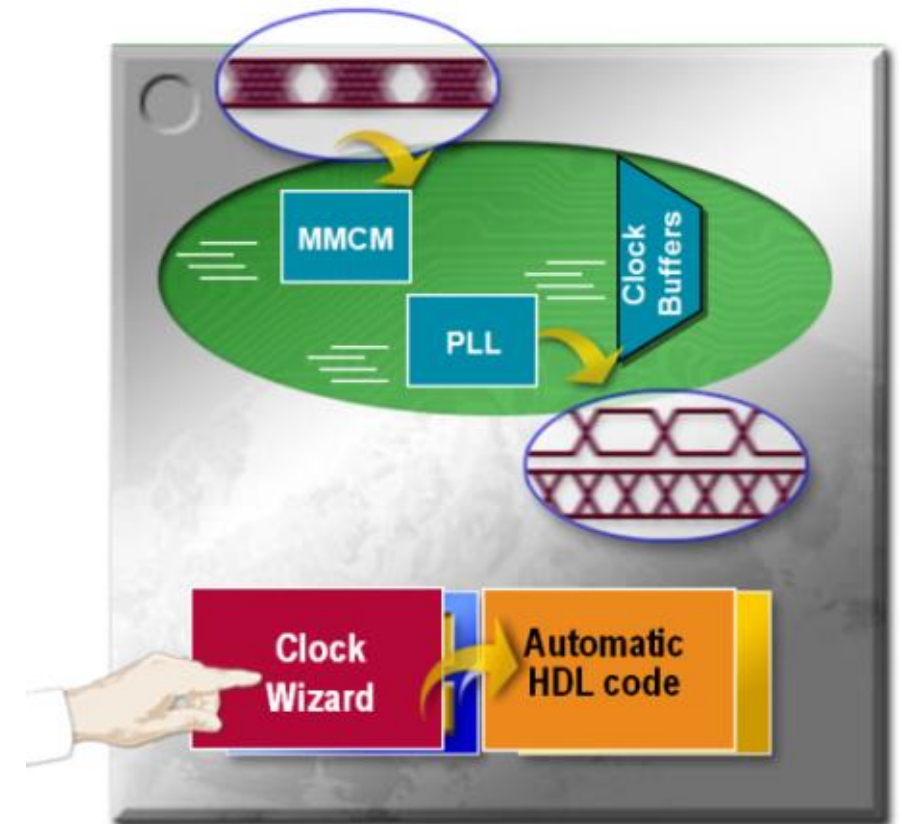 MMCM
Clock
Buffers
PLL
Clock
Wizard
Automatic
HDL code